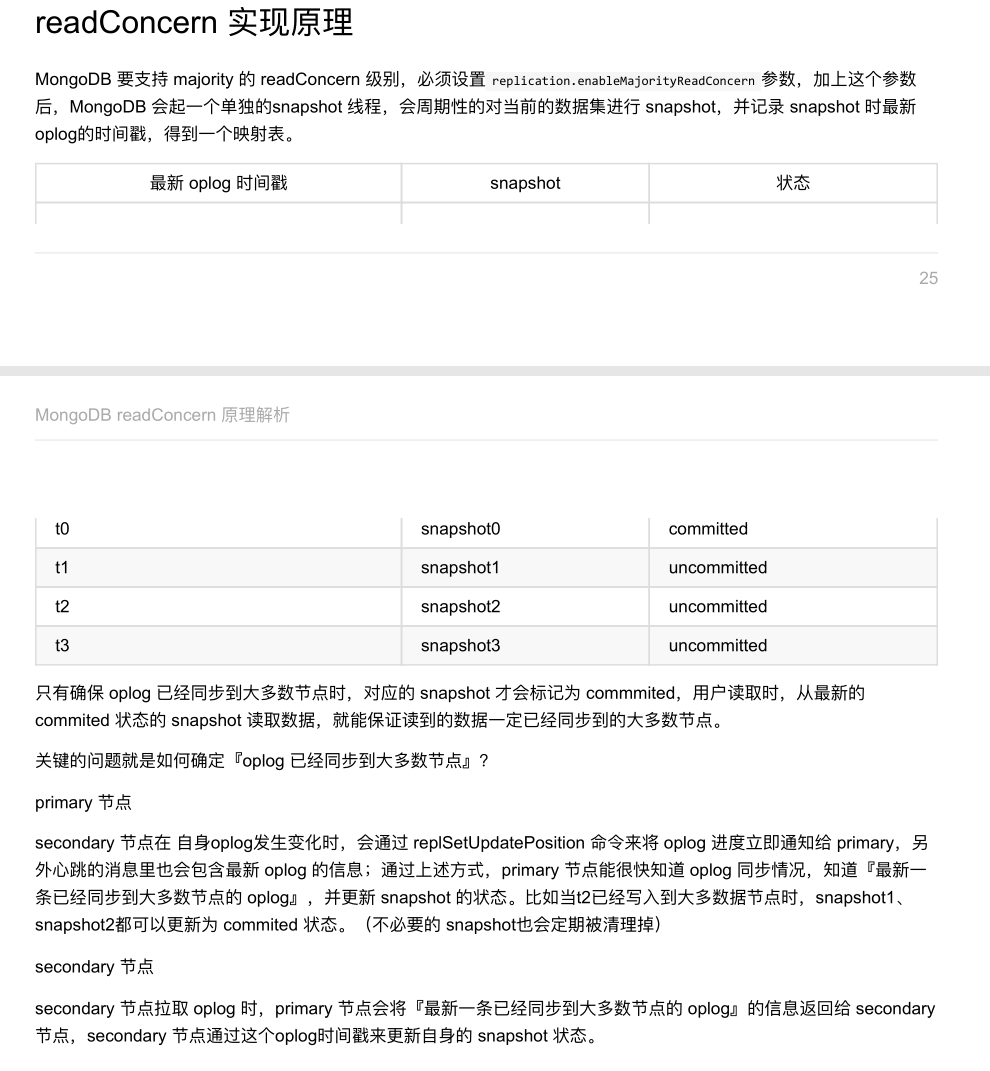 readConcern 实现原理
MongoDB 要支持 majority 的 readConcern 级别，必须设置 replication.enableMajorityReadConcern 参数，加上这个参数
后，MongoDB 会起一个单独的snapshot 线程，会周期性的对当前的数据集进行 snapshot，并记录 snapshot 时最新
oplog的时间戳，得到一个映射表。
最新 oplog 时间戳 snapshot 状态
25
MongoDB readConcern 原理解析
t0 snapshot0 committed
t1 snapshot1 uncommitted
t2 snapshot2 uncommitted
t3 snapshot3 uncommitted
只有确保 oplog 已经同步到大多数节点时，对应的 snapshot 才会标记为 commmited，用户读取时，从最新的
commited 状态的 snapshot 读取数据，就能保证读到的数据一定已经同步到的大多数节点。
关键的问题就是如何确定『oplog 已经同步到大多数节点』？
primary 节点
secondary 节点在 自身oplog发生变化时，会通过 replSetUpdatePosition 命令来将 oplog 进度立即通知给 primary，另
外心跳的消息里也会包含最新 oplog 的信息；通过上述方式，primary 节点能很快知道 oplog 同步情况，知道『最新一
条已经同步到大多数节点的 oplog』，并更新 snapshot 的状态。比如当t2已经写入到大多数据节点时，snapshot1、
snapshot2都可以更新为 commited 状态。（不必要的 snapshot也会定期被清理掉）
secondary 节点
secondary 节点拉取 oplog 时，primary 节点会将『最新一条已经同步到大多数节点的 oplog』的信息返回给 secondary
节点，secondary 节点通过这个oplog时间戳来更新自身的 snapshot 状态。